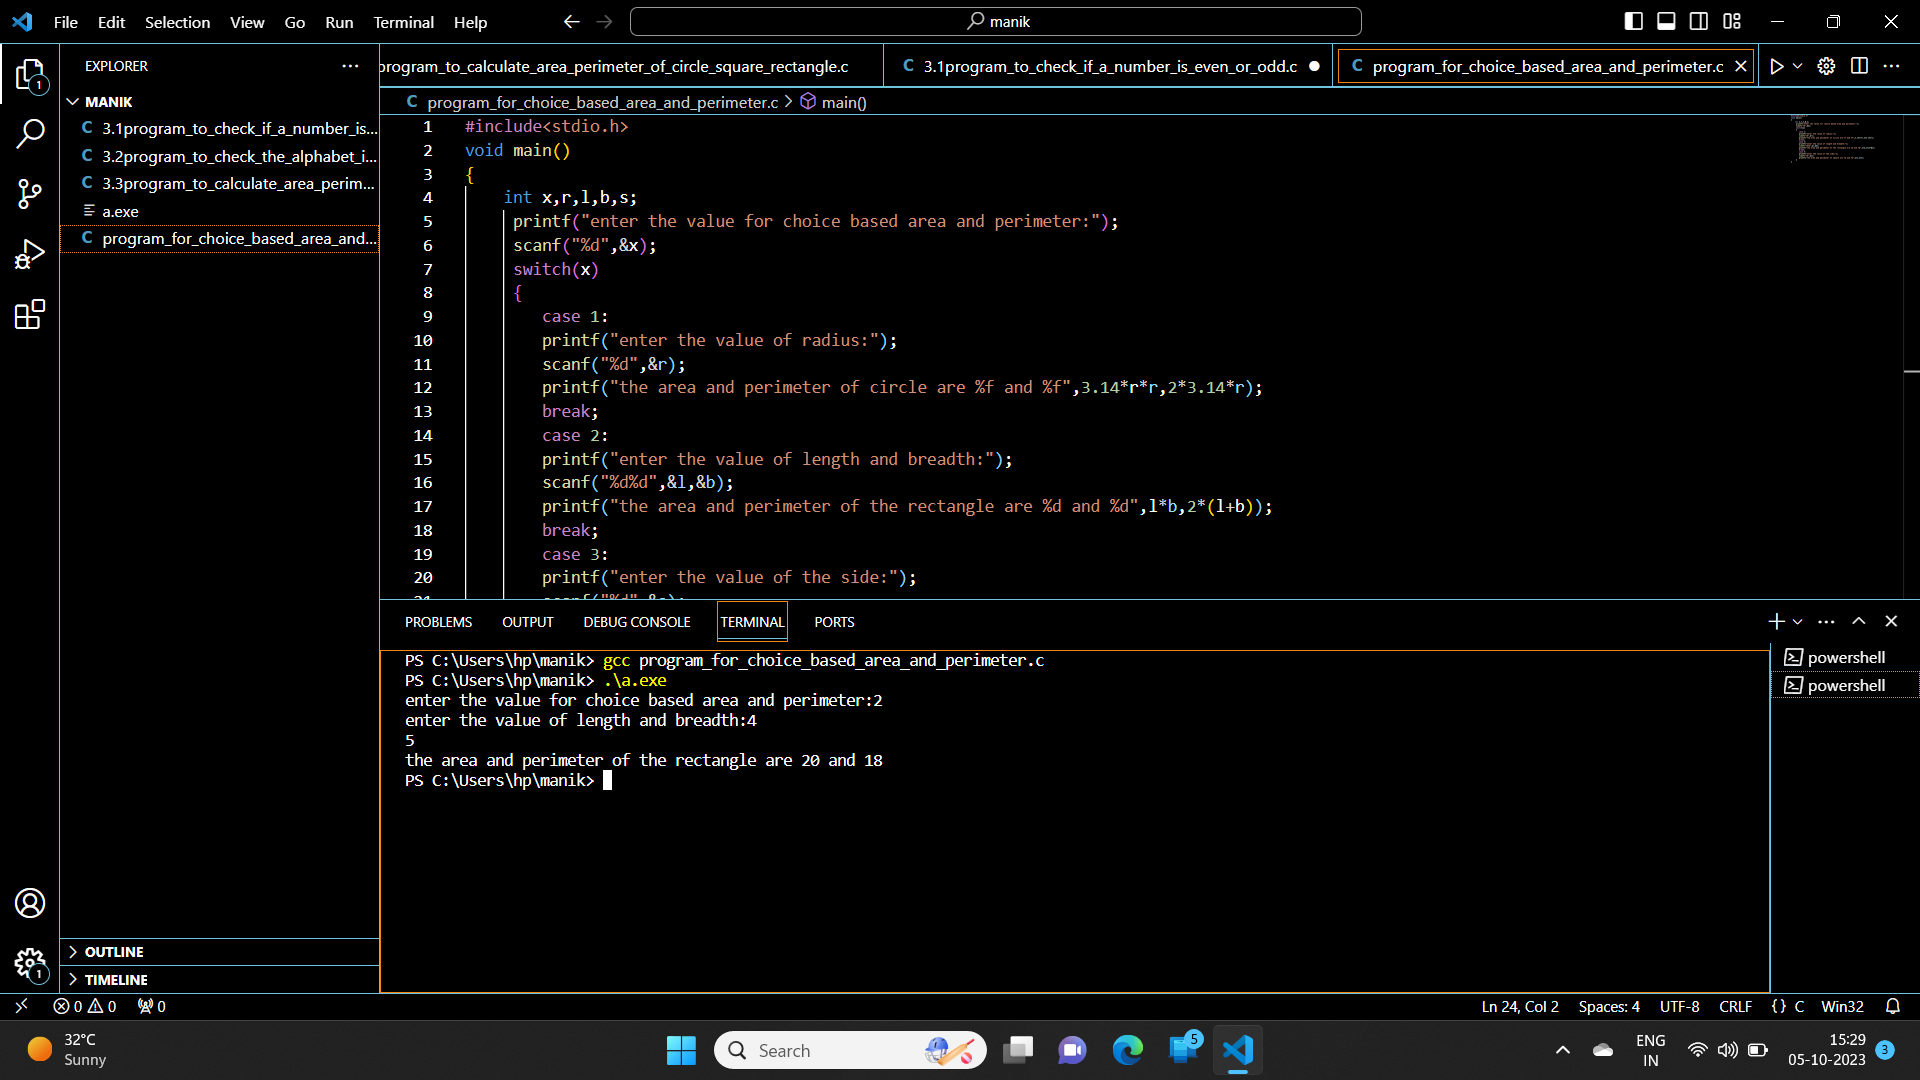 File Edit Selection View Go Run Terminal Help
manik
EXPLORER
program_to_calculate_area_perimeter_of_circle_square_rectangle.c
3.1program_to_check_if_a_number_is_even_or_odd.c
program_for_choice_based_area_and_perimeter.c
MANIK
3.1program_to_check_if_a_number_is...
3.2program_to_check_the_alphabet_i...
3.3program_to_calculate_area_perim...
a.exe
program_for_choice_based_area_and...
OUTLINE
TIMELINE
program_for_choice_based_area_and_perimeter.c > main()
1 #include<stdio.h>
2 void main()
3 {
4 int x,r,l,b,s;
5 printf("enter the value for choice based area and perimeter:");
6 scanf("%d",&x);
7 switch(x)
8 {
9 case 1:
10 printf("enter the value of radius:");
11 scanf("%d",&r);
12 printf("the area and perimeter of circle are %f and %f",3.14*r*r,2*3.14*r);
13 break;
14 case 2:
15 printf("enter the value of length and breadth:");
16 scanf("%d%d",&l,&b);
17 printf("the area and perimeter of the rectangle are %d and %d",l*b,2*(l+b));
18 break;
19 case 3:
20 printf("enter the value of the side:");
PROBLEMS OUTPUT DEBUG CONSOLE TERMINAL PORTS
PS C:\Users\hp\manik> gcc program_for_choice_based_area_and_perimeter.c
PS C:\Users\hp\manik> .\a.exe
enter the value for choice based area and perimeter:2
enter the value of length and breadth:4
5
the area and perimeter of the rectangle are 20 and 18
PS C:\Users\hp\manik>
powershell
powershell
0 0 0
Ln 24, Col 2 Spaces: 4 UTF-8 CRLF {} C Win32
32°C
Sunny
Search
5
ENG
IN
15:29
05-10-2023
3